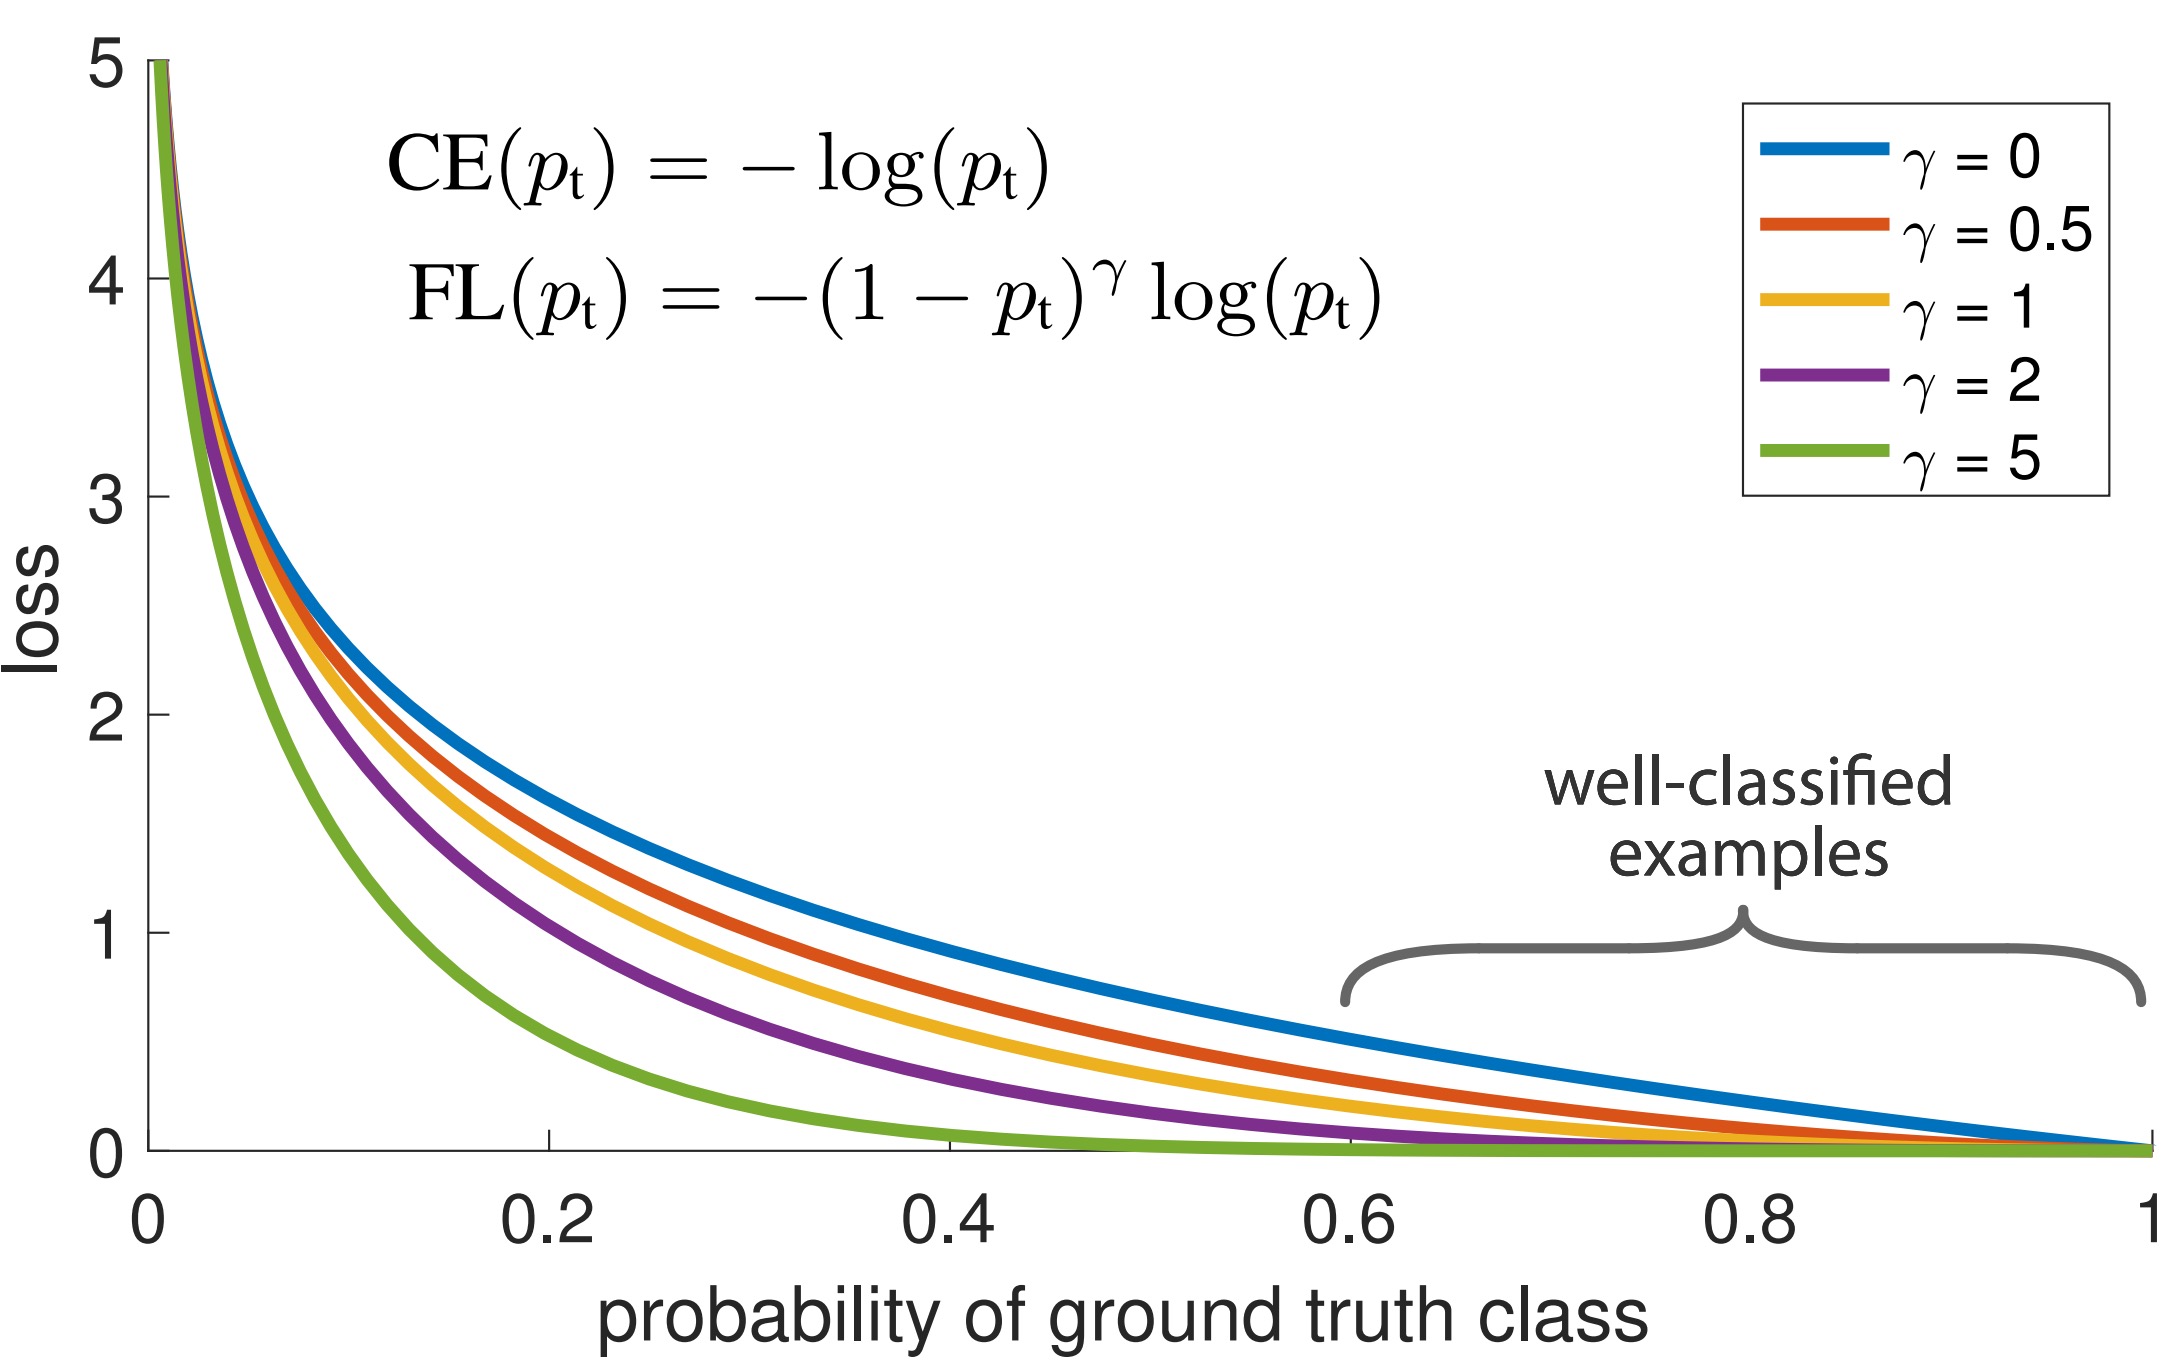 CE(pt) = − log(pt)
FL(pt) = −(1 − pt)^γ log(pt)
γ = 0
γ = 0.5
γ = 1
γ = 2
γ = 5
well-classified
examples
loss
5
4
3
2
1
0
0 0.2 0.4 0.6 0.8 1
probability of ground truth class